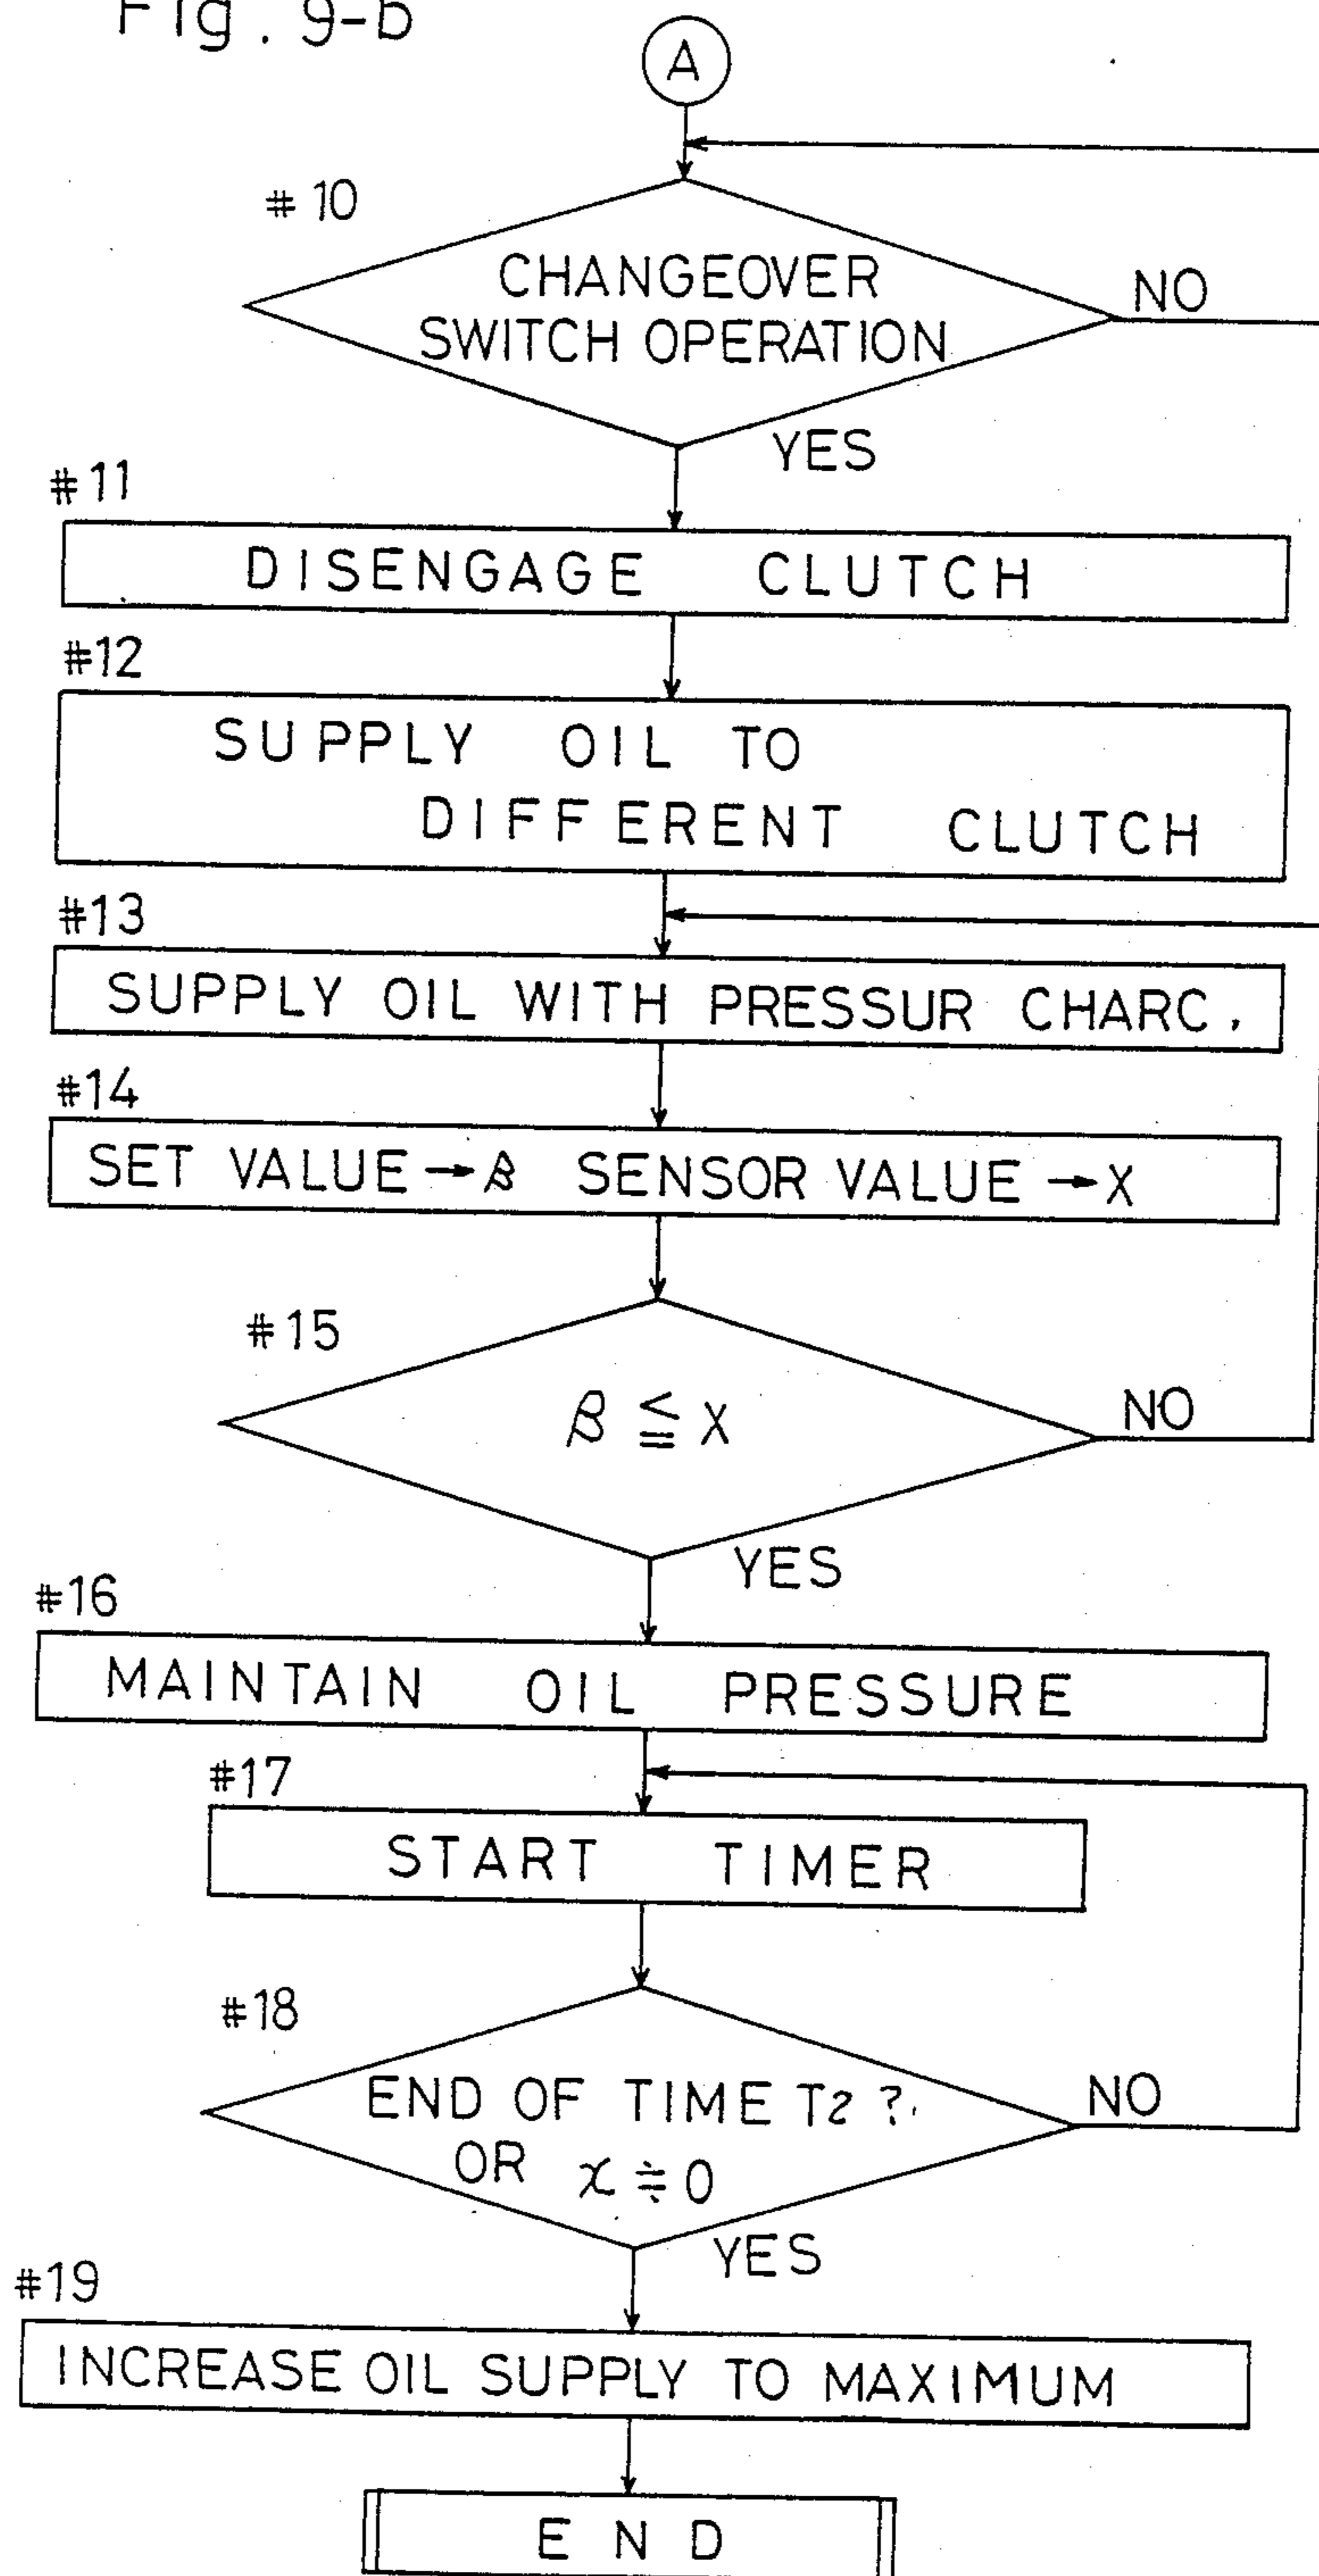 Fig. 9-b
A
#10
CHANGEOVER
SWITCH OPERATION
NO
YES
#11
DISENGAGE CLUTCH
#12
SUPPLY OIL TO
DIFFERENT CLUTCH
#13
SUPPLY OIL WITH PRESSUR CHARC.
#14
SET VALUE → β SENSOR VALUE → X
#15
β ≦ X
NO
YES
#16
MAINTAIN OIL PRESSURE
#17
START TIMER
#18
END OF TIME T2 ?
OR x ≒ 0
NO
YES
#19
INCREASE OIL SUPPLY TO MAXIMUM
END